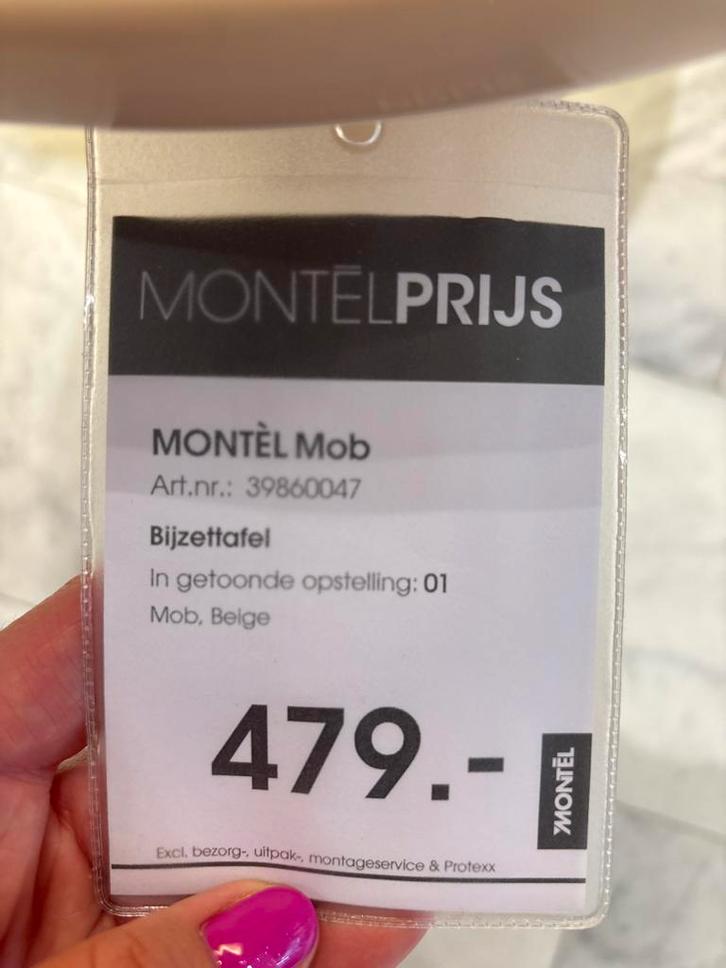 MONTĒLPRIJS
MONTÈL Mob
Art.nr.: 39860047
Bijzettafel
In getoonde opstelling: 01
Mob, Beige
479.-
MONTĒL
Excl. bezorg-, uitpak-, montageservice & Protexx